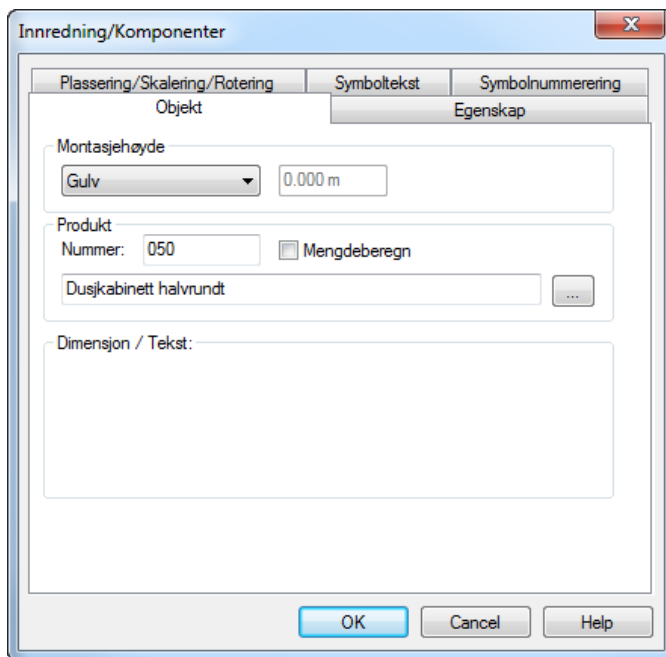 Innredning/Komponenter
Plassering/Skalering/Rotering Symboltekst Symbolnummerering
Objekt Egenskap
Montasjehøyde
Gulv 0.000 m
Produkt
Nummer: 050 Mengdeberegn
Dusjkabinett halvrundt ...
Dimensjon / Tekst:
OK Cancel Help